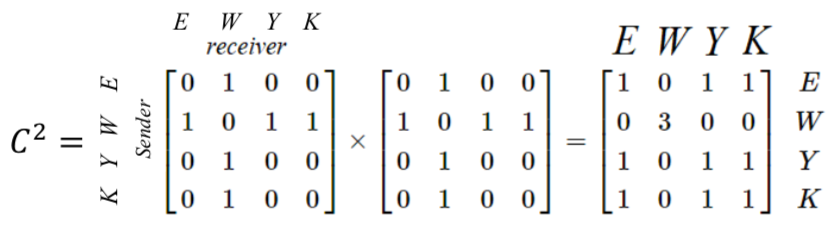 E W Y K
receiver
E W Y K
C² =
K Y W E
Sender
0 1 0 0
1 0 1 1
0 1 0 0
0 1 0 0
×
0 1 0 0
1 0 1 1
0 1 0 0
0 1 0 0
=
1 0 1 1 E
0 3 0 0 W
1 0 1 1 Y
1 0 1 1 K